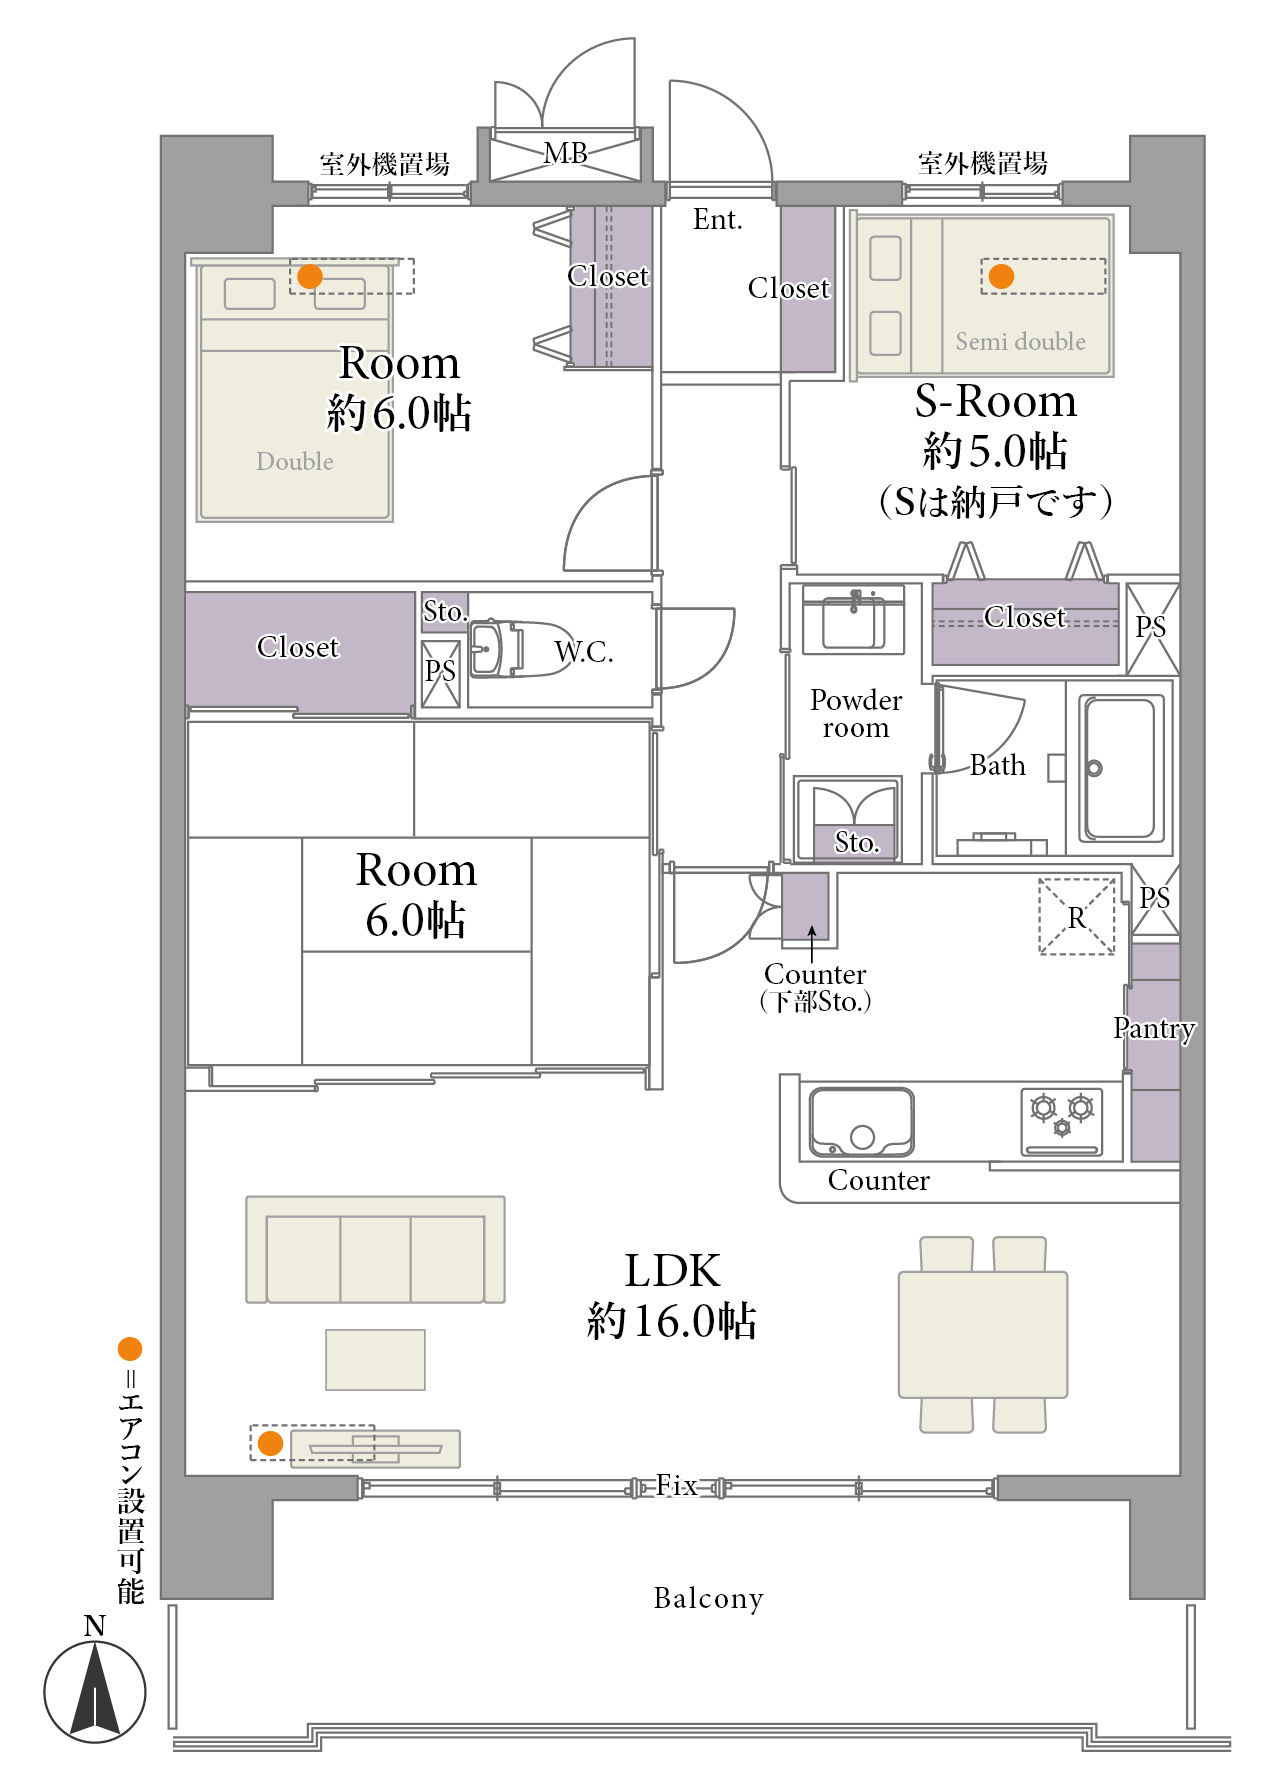 MB
室外機置場
室外機置場
Ent.
Closet
Closet
Room
約6.0帖
Double
Semi double
S-Room
約5.0帖
（Sは納戸です）
Closet
Sto.
PS
W.C.
Closet
PS
Powder
room
Bath
Sto.
Room
6.0帖
R
PS
Counter
（下部Sto.）
Pantry
Counter
LDK
約16.0帖
Fix
Balcony
＝エアコン設置可能
N